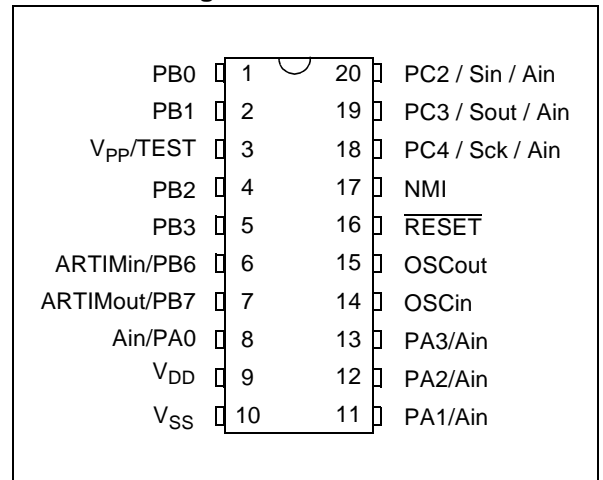 PB0 1 20 PC2 / Sin / Ain
PB1 2 19 PC3 / Sout / Ain
VPP/TEST 3 18 PC4 / Sck / Ain
PB2 4 17 NMI
PB3 5 16 RESET
ARTIMin/PB6 6 15 OSCout
ARTIMout/PB7 7 14 OSCin
Ain/PA0 8 13 PA3/Ain
VDD 9 12 PA2/Ain
VSS 10 11 PA1/Ain